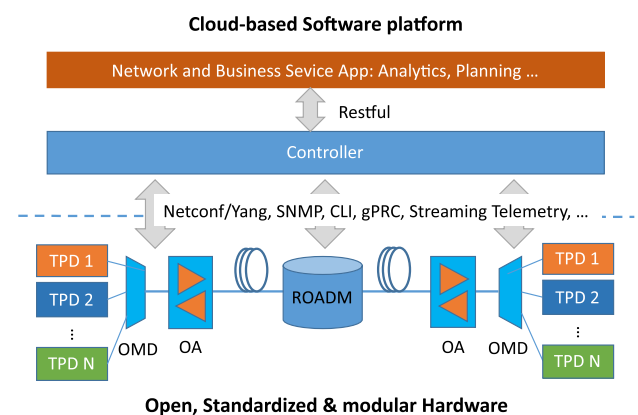 Cloud-based Software platform
Network and Business Sevice App: Analytics, Planning ...
Restful
Controller
Netconf/Yang, SNMP, CLI, gPRC, Streaming Telemetry, ...
TPD 1
TPD 1
TPD 2
ROADM
TPD 2
...
...
OMD
OA
OA
OMD
TPD N
TPD N
Open, Standardized & modular Hardware